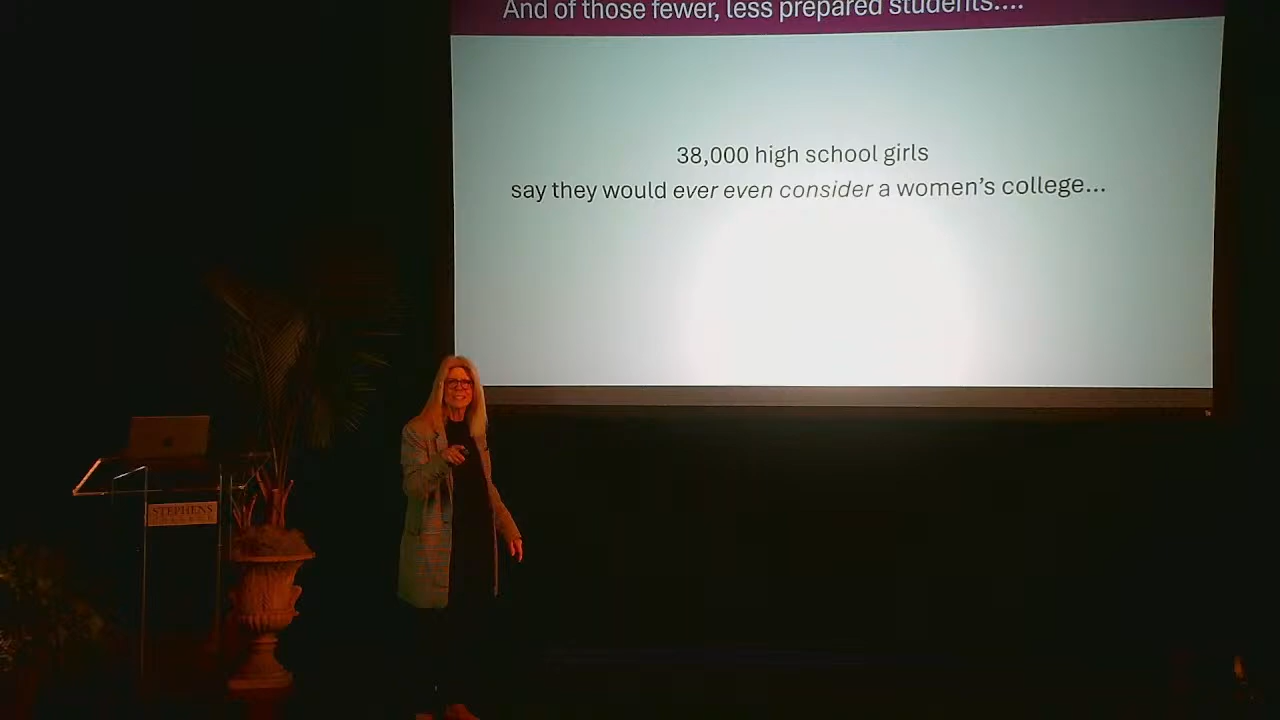 And of those fewer, less prepared students....
38,000 high school girls
say they would ever even consider a women's college...
STEPHENS
COLLEGE